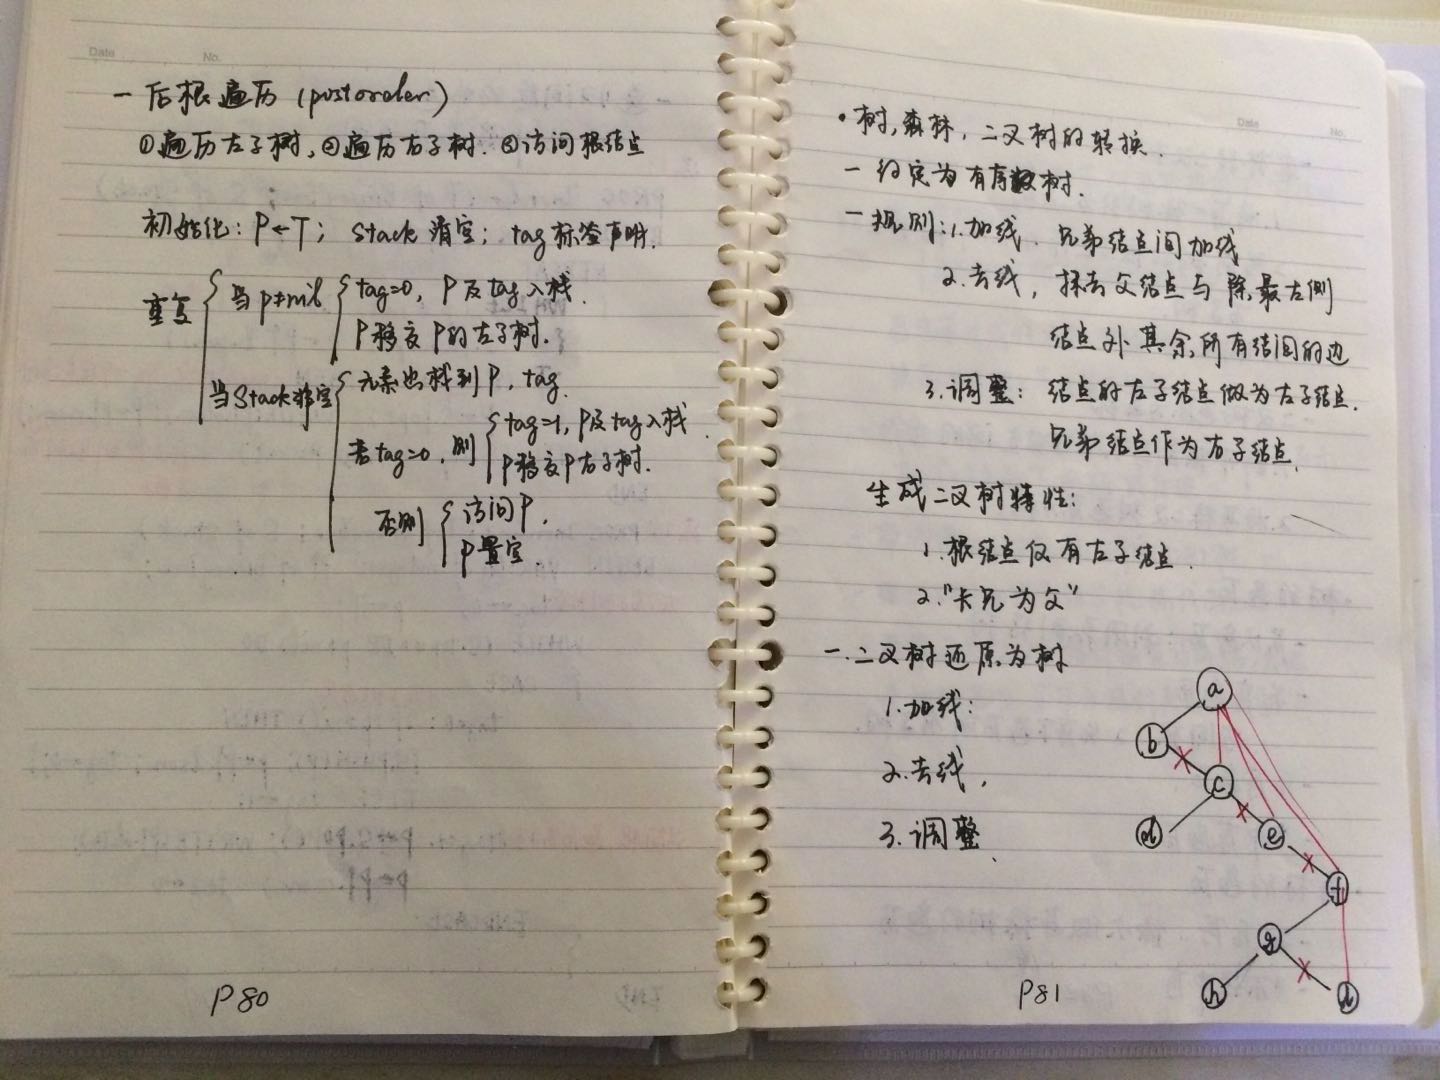 Date No.
一 后根遍历 (postorder)
①遍历左子树, ②遍历右子树. ③访问根结点
初始化: P←T; Stack 清空; tag 标签声明.
重复
当 P≠nil
tag=0, P及tag入栈.
P移交P的左子树.
当Stack非空
元素出栈到P, tag.
若tag=0, 则
tag=1, P及tag入栈.
P移交P右子树.
否则
访问P,
P置空.
P80
Date No.
• 树, 森林, 二叉树的转换.
一 约定为有序树.
一 规则: 1.加线. 兄弟结点间加线
2.去线, 抹去父结点与除最左侧
结点外其余所有结点的边
3.调整: 结点的左子结点做为左子结点.
兄弟结点作为右子结点.
生成二叉树特性:
1.根结点仅有左子结点.
2."长兄为父"
一.二叉树还原为树
1.加线:
2.去线,
3.调整.
a
b
c
d
e
f
g
h
i
P81